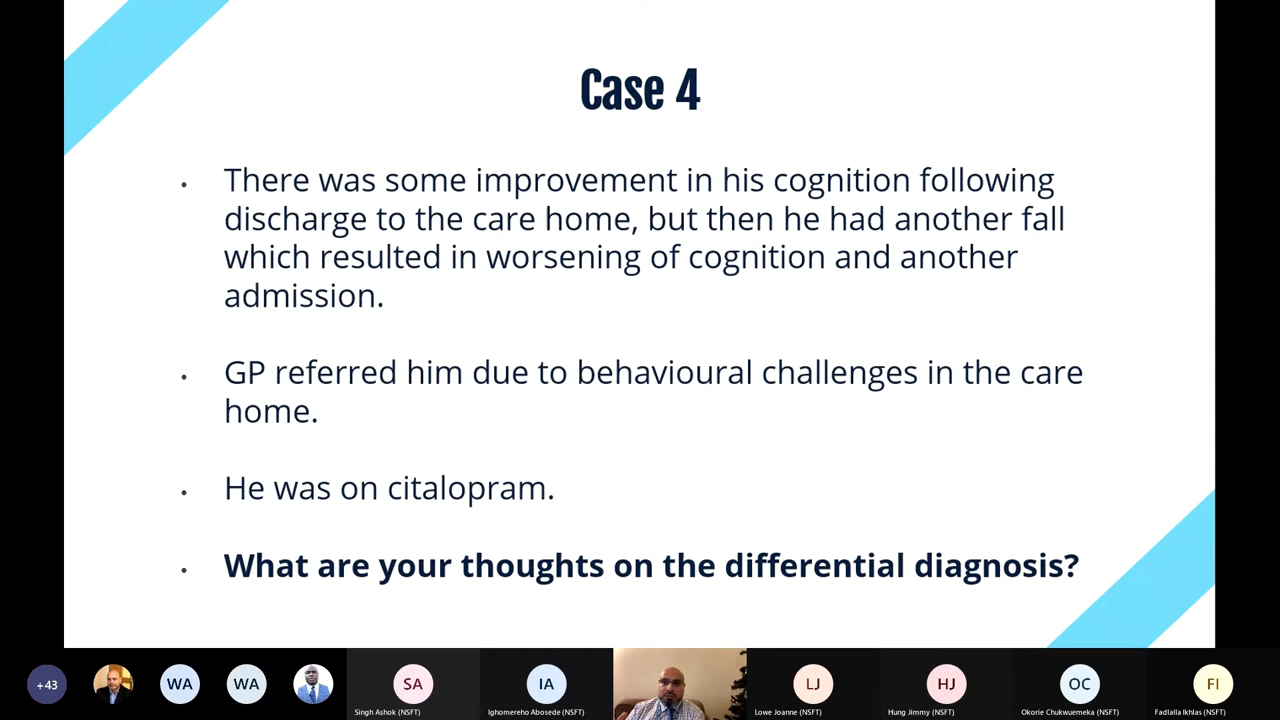 Case 4
• There was some improvement in his cognition following
discharge to the care home, but then he had another fall
which resulted in worsening of cognition and another
admission.
• GP referred him due to behavioural challenges in the care
home.
• He was on citalopram.
• What are your thoughts on the differential diagnosis?
+43
WA
WA
SA
IA
LJ
HJ
OC
FI
Singh Ashok (NSFT)
Ighomereho Abosede (NSFT)
Lowe Joanne (NSFT)
Hung Jimmy (NSFT)
Okorie Chukwuemeka (NSFT)
Fadlalla Ikhlas (NSFT)